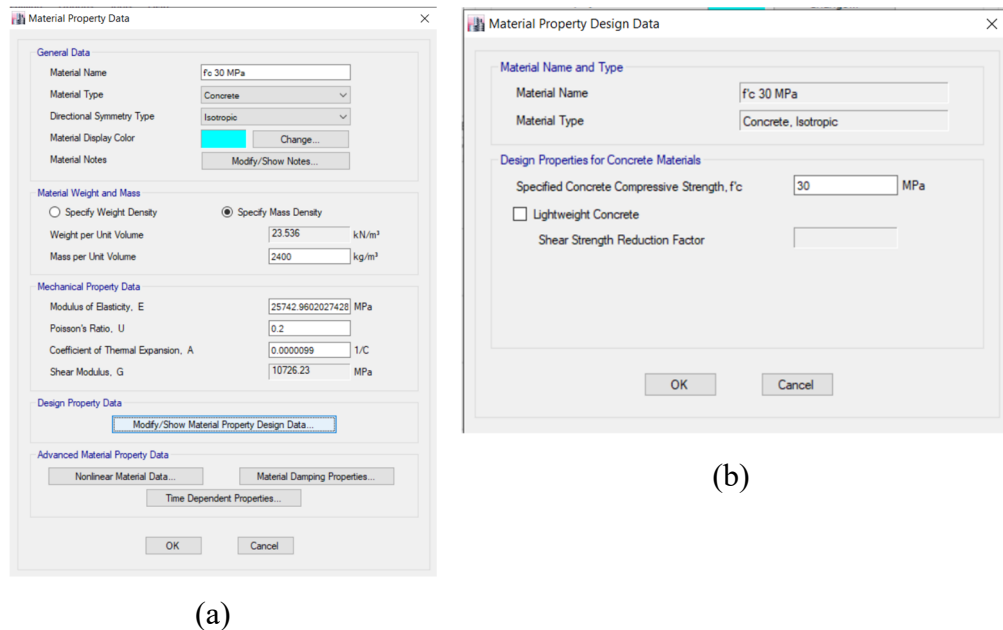 Material Property Data
General Data
Material Name
f'c 30 MPa
Material Type
Concrete
Directional Symmetry Type
Isotropic
Material Display Color
Change...
Material Notes
Modify/Show Notes...
Material Weight and Mass
Specify Weight Density
Specify Mass Density
Weight per Unit Volume
23.536 kN/m³
Mass per Unit Volume
2400 kg/m³
Mechanical Property Data
Modulus of Elasticity, E
25742.9602027428 MPa
Poisson's Ratio, U
0.2
Coefficient of Thermal Expansion, A
0.0000099 1/C
Shear Modulus, G
10726.23 MPa
Design Property Data
Modify/Show Material Property Design Data...
Advanced Material Property Data
Nonlinear Material Data...
Material Damping Properties...
Time Dependent Properties...
OK
Cancel
(a)
Material Property Design Data
Material Name and Type
Material Name
f'c 30 MPa
Material Type
Concrete, Isotropic
Design Properties for Concrete Materials
Specified Concrete Compressive Strength, f'c
30 MPa
Lightweight Concrete
Shear Strength Reduction Factor
OK
Cancel
(b)